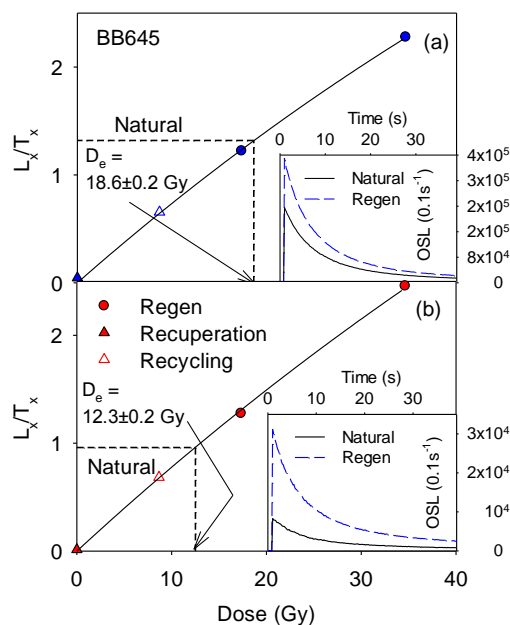 BB645
(a)
2
1
0
Lx/Tx
Natural
De =
18.6±0.2 Gy
Time (s)
0 10 20 30
Natural
Regen
4x10⁵
2x10⁵
2x10⁵
8x10⁴
0
OSL (0.1s⁻¹)
(b)
Regen
Recuperation
Recycling
2
1
0
Lx/Tx
De =
12.3±0.2 Gy
Natural
Time (s)
0 10 20 30
Natural
Regen
3x10⁴
2x10⁴
10⁴
0
OSL (0.1s⁻¹)
0 10 20 30 40
Dose (Gy)